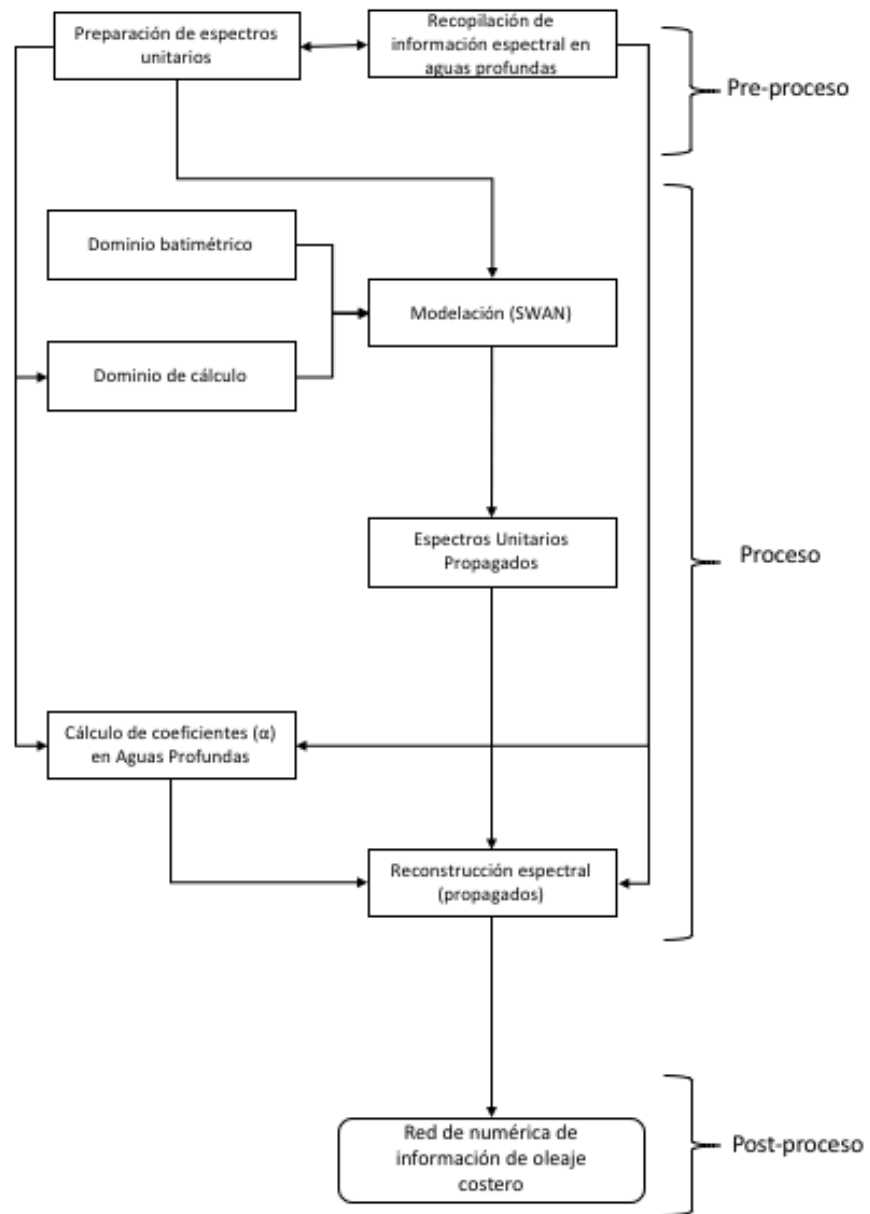 Preparación de espectros
unitarios
Recopilación de
información espectral en
aguas profundas
Pre-proceso
Dominio batimétrico
Modelación (SWAN)
Dominio de cálculo
Espectros Unitarios
Propagados
Proceso
Cálculo de coeficientes (α)
en Aguas Profundas
Reconstrucción espectral
(propagados)
Red de numérica de
información de oleaje
costero
Post-proceso